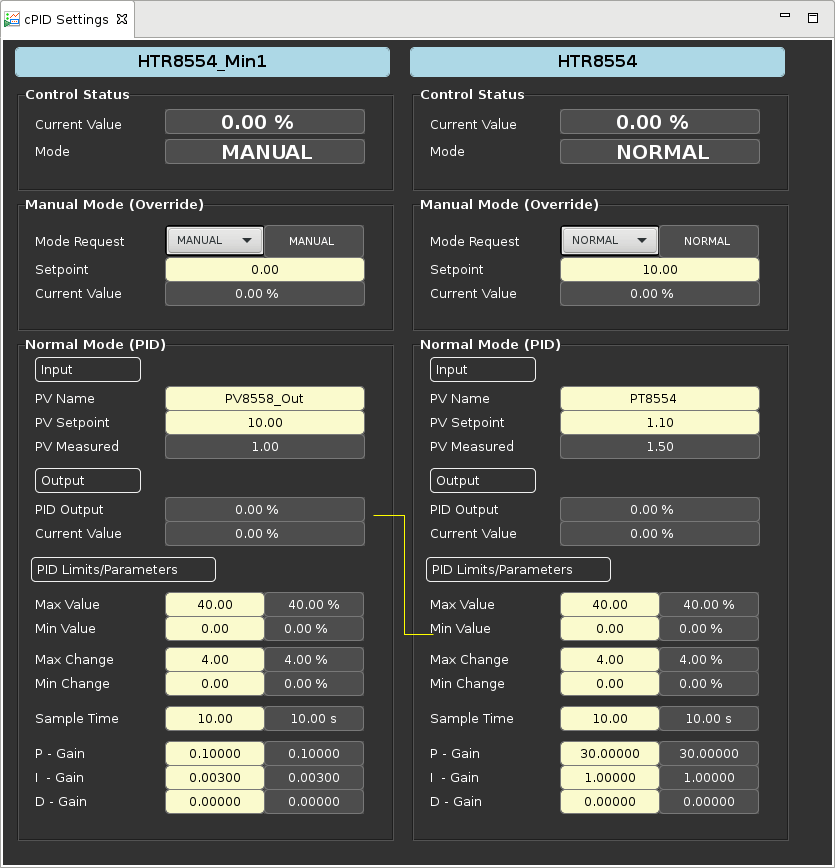 cPID Settings
HTR8554_Min1
Control Status
Current Value 0.00 %
Mode MANUAL
Manual Mode (Override)
Mode Request MANUAL MANUAL
Setpoint 0.00
Current Value 0.00 %
Normal Mode (PID)
Input
PV Name PV8558_Out
PV Setpoint 10.00
PV Measured 1.00
Output
PID Output 0.00 %
Current Value 0.00 %
PID Limits/Parameters
Max Value 40.00 40.00 %
Min Value 0.00 0.00 %
Max Change 4.00 4.00 %
Min Change 0.00 0.00 %
Sample Time 10.00 10.00 s
P - Gain 0.10000 0.10000
I - Gain 0.00300 0.00300
D - Gain 0.00000 0.00000
HTR8554
Control Status
Current Value 0.00 %
Mode NORMAL
Manual Mode (Override)
Mode Request NORMAL NORMAL
Setpoint 10.00
Current Value 0.00 %
Normal Mode (PID)
Input
PV Name PT8554
PV Setpoint 1.10
PV Measured 1.50
Output
PID Output 0.00 %
Current Value 0.00 %
PID Limits/Parameters
Max Value 40.00 40.00 %
Min Value 0.00 0.00 %
Max Change 4.00 4.00 %
Min Change 0.00 0.00 %
Sample Time 10.00 10.00 s
P - Gain 30.00000 30.00000
I - Gain 1.00000 1.00000
D - Gain 0.00000 0.00000